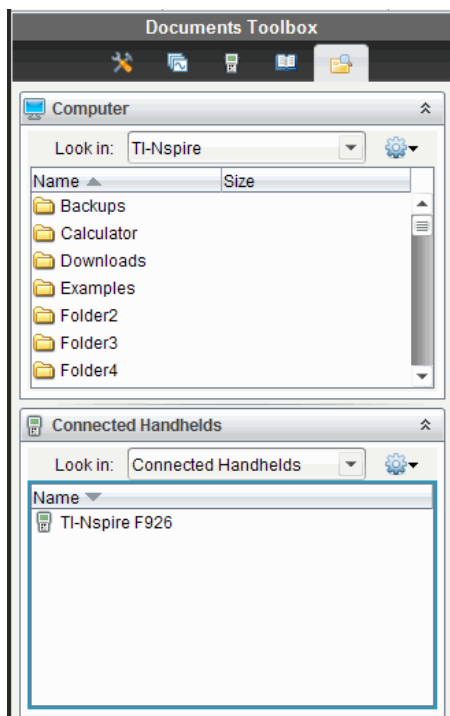 Documents Toolbox
Computer
Look in: TI-Nspire
Name Size
Backups
Calculator
Downloads
Examples
Folder2
Folder3
Folder4
Connected Handhelds
Look in: Connected Handhelds
Name
TI-Nspire F926